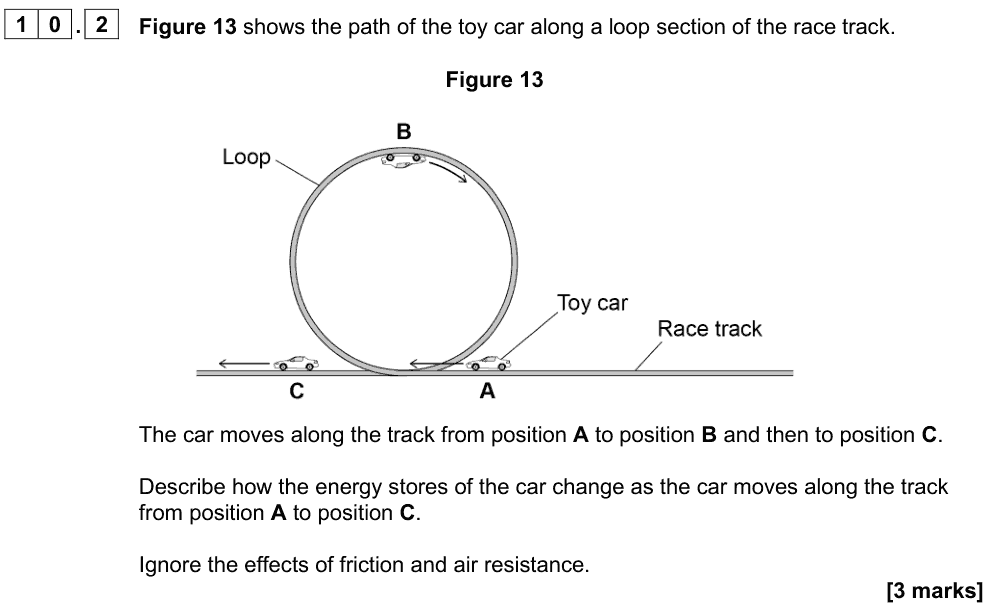 10.2 Figure 13 shows the path of the toy car along a loop section of the race track.
Figure 13
B
Loop
Toy car
Race track
C
A
The car moves along the track from position A to position B and then to position C.
Describe how the energy stores of the car change as the car moves along the track
from position A to position C.
Ignore the effects of friction and air resistance.
[3 marks]